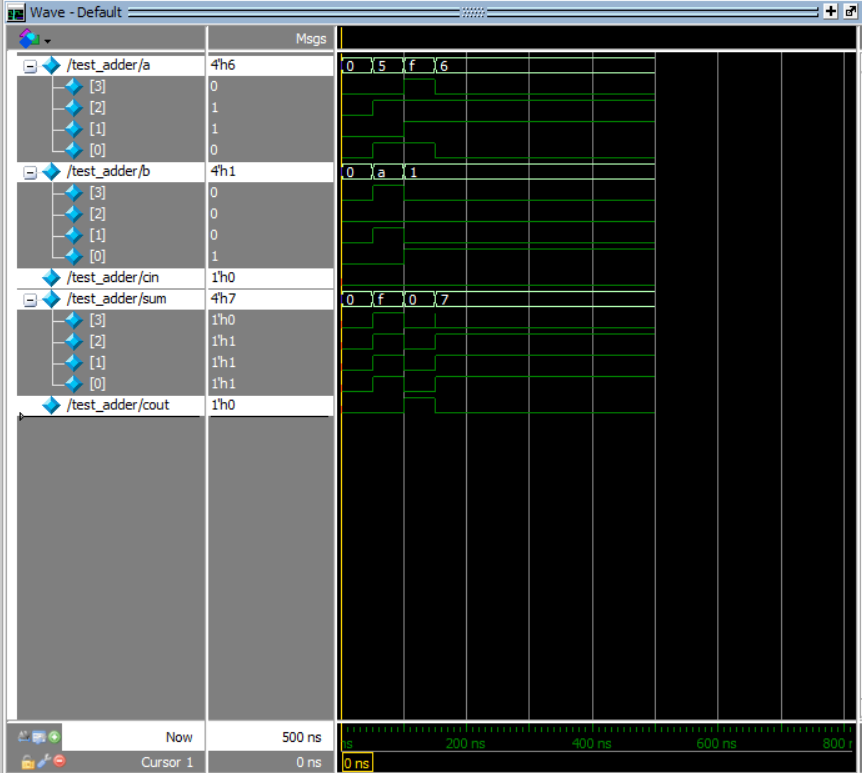 Wave - Default
Msgs
/test_adder/a 4'h6 0 5 f 6
[3] 0
[2] 1
[1] 1
[0] 0
/test_adder/b 4'h1 0 a 1
[3] 0
[2] 0
[1] 0
[0] 1
/test_adder/cin 1'h0
/test_adder/sum 4'h7 0 f 0 7
[3] 1'h0
[2] 1'h1
[1] 1'h1
[0] 1'h1
/test_adder/cout 1'h0
Now 500 ns ns 200 ns 400 ns 600 ns 800
Cursor 1 0 ns 0 ns